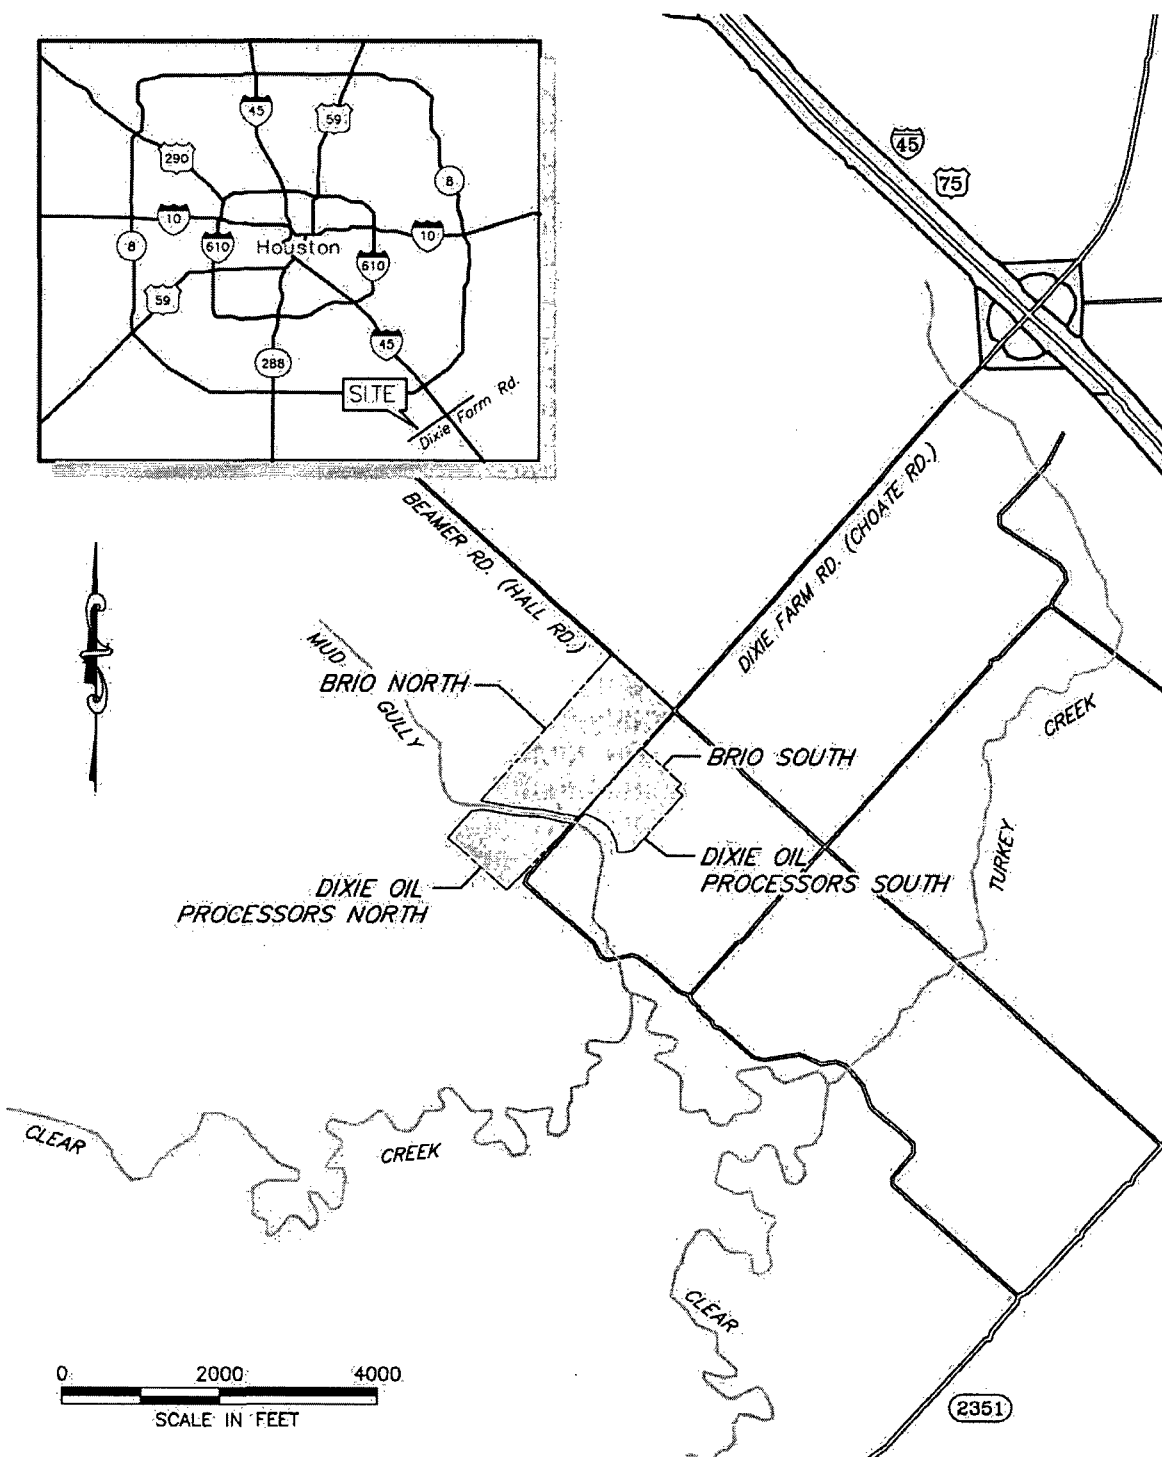 45
59
290
8
10
8
610
Houston
10
610
59
45
288
SITE
Dixie Farm Rd.
45
75
BEAMER RD. (HALL RD.)
DIXIE FARM RD. (CHOATE RD.)
MUD
GULLY
BRIO NORTH
BRIO SOUTH
CREEK
TURKEY
DIXIE OIL
PROCESSORS SOUTH
DIXIE OIL
PROCESSORS NORTH
CLEAR
CREEK
CLEAR
0 2000 4000
SCALE IN FEET
2351